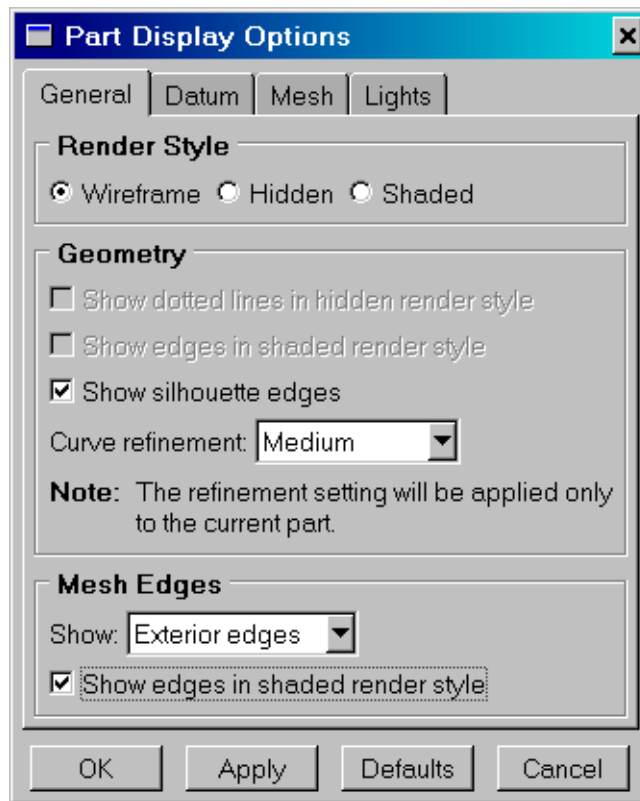 Part Display Options
General Datum Mesh Lights
Render Style
Wireframe Hidden Shaded
Geometry
Show dotted lines in hidden render style
Show edges in shaded render style
Show silhouette edges
Curve refinement: Medium
Note: The refinement setting will be applied only
to the current part.
Mesh Edges
Show: Exterior edges
Show edges in shaded render style
OK Apply Defaults Cancel